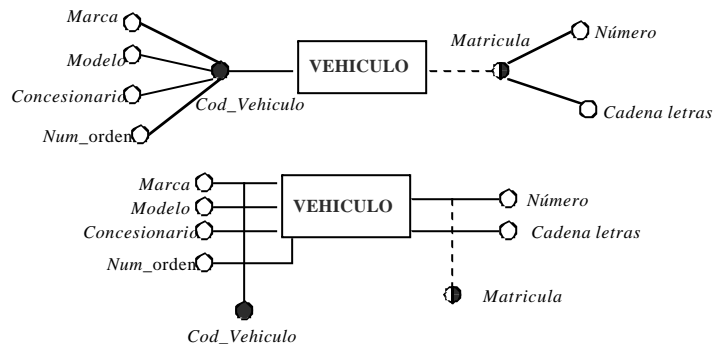 Marca
Número
Matricula
Modelo
VEHICULO
Concesionario
Cod_Vehiculo
Cadena letras
Num_orden
Marca
Modelo
VEHICULO
Número
Concesionario
Cadena letras
Num_orden
Matricula
Cod_Vehiculo